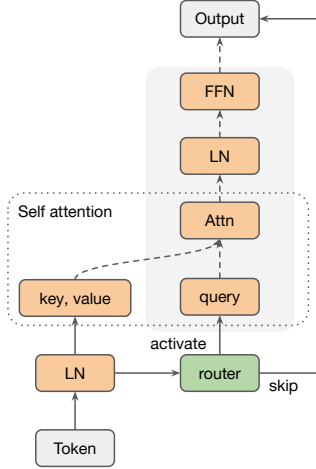 Output
FFN
LN
Self attention
Attn
key, value
query
activate
LN
router
skip
Token